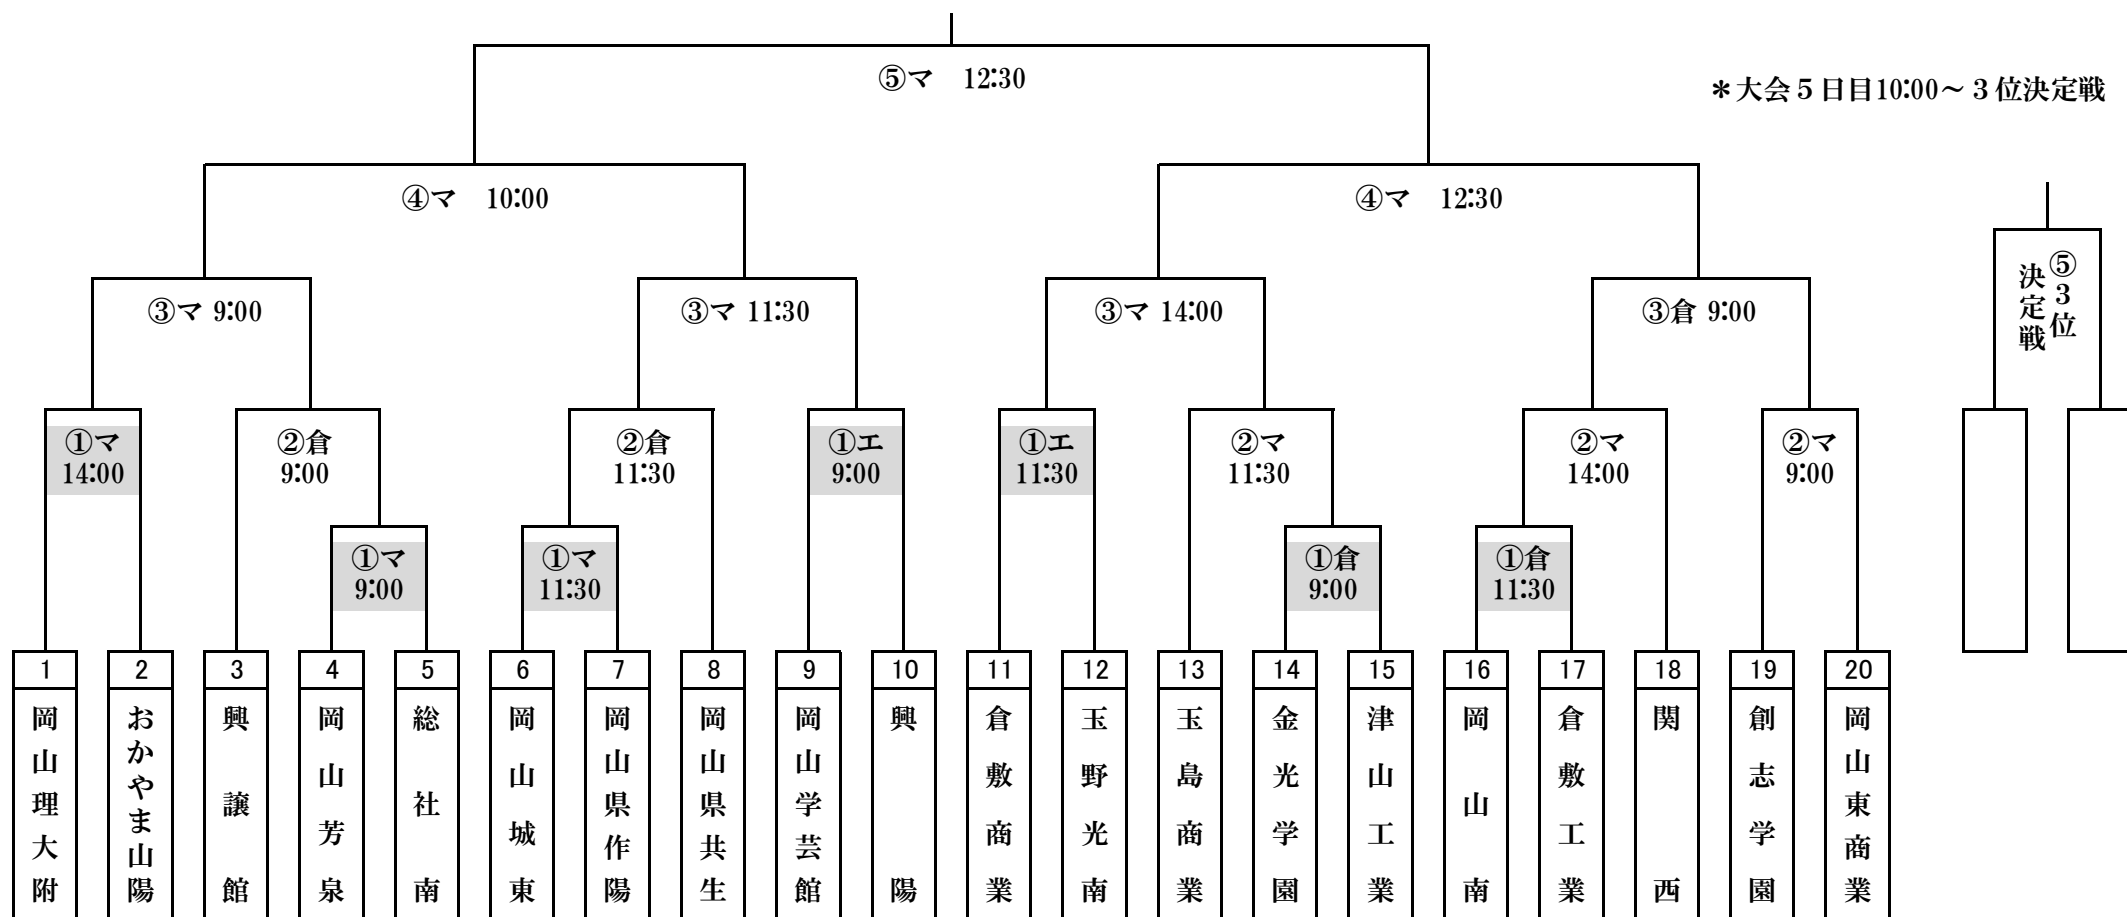 ⑤マ　12:30
＊大会５日目10:00～３位決定戦
④マ　10:00
④マ　12:30
③マ 9:00
③マ 11:30
③マ 14:00
③倉 9:00
⑤３位
決定戦
①マ
14:00
②倉
9:00
②倉
11:30
①エ
9:00
①エ
11:30
②マ
11:30
②マ
14:00
②マ
9:00
①マ
9:00
①マ
11:30
①倉
9:00
①倉
11:30
1
岡山理大附
2
おかやま山陽
3
興譲館
4
岡山芳泉
5
総社南
6
岡山城東
7
岡山県作陽
8
岡山県共生
9
岡山学芸館
10
興陽
11
倉敷商業
12
玉野光南
13
玉島商業
14
金光学園
15
津山工業
16
岡山南
17
倉敷工業
18
関西
19
創志学園
20
岡山東商業